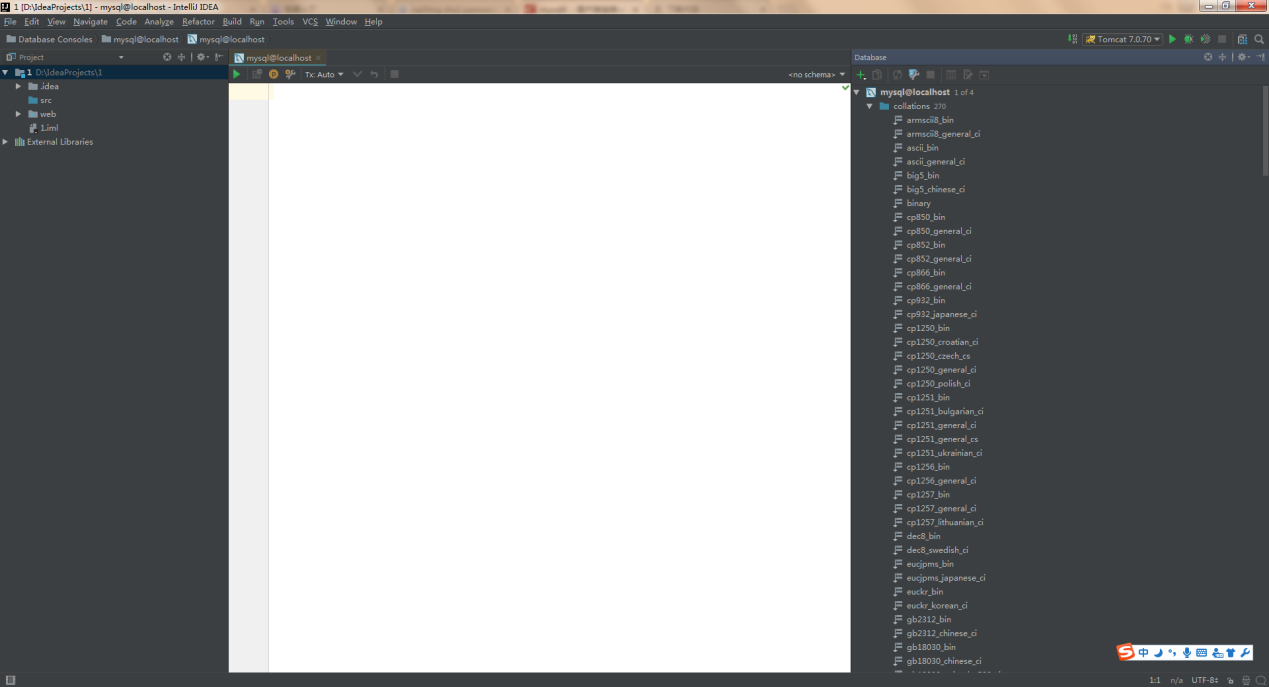 1 [D:\IdeaProjects\1] - mysql@localhost - IntelliJ IDEA
File Edit View Navigate Code Analyze Refactor Build Run Tools VCS Window Help
Database Consoles mysql@localhost mysql@localhost
Tomcat 7.0.70
Project
mysql@localhost
Database
1 D:\IdeaProjects\1
.idea
src
web
1.iml
External Libraries
Tx: Auto
<no schema>
mysql@localhost 1 of 4
collations 270
armscii8_bin
armscii8_general_ci
ascii_bin
ascii_general_ci
big5_bin
big5_chinese_ci
binary
cp850_bin
cp850_general_ci
cp852_bin
cp852_general_ci
cp866_bin
cp866_general_ci
cp932_bin
cp932_japanese_ci
cp1250_bin
cp1250_croatian_ci
cp1250_czech_cs
cp1250_general_ci
cp1250_polish_ci
cp1251_bin
cp1251_bulgarian_ci
cp1251_general_ci
cp1251_general_cs
cp1251_ukrainian_ci
cp1256_bin
cp1256_general_ci
cp1257_bin
cp1257_general_ci
cp1257_lithuanian_ci
dec8_bin
dec8_swedish_ci
eucjpms_bin
eucjpms_japanese_ci
euckr_bin
euckr_korean_ci
gb2312_bin
gb2312_chinese_ci
gb18030_bin
gb18030_chinese_ci
中
1:1 n/a UTF-8